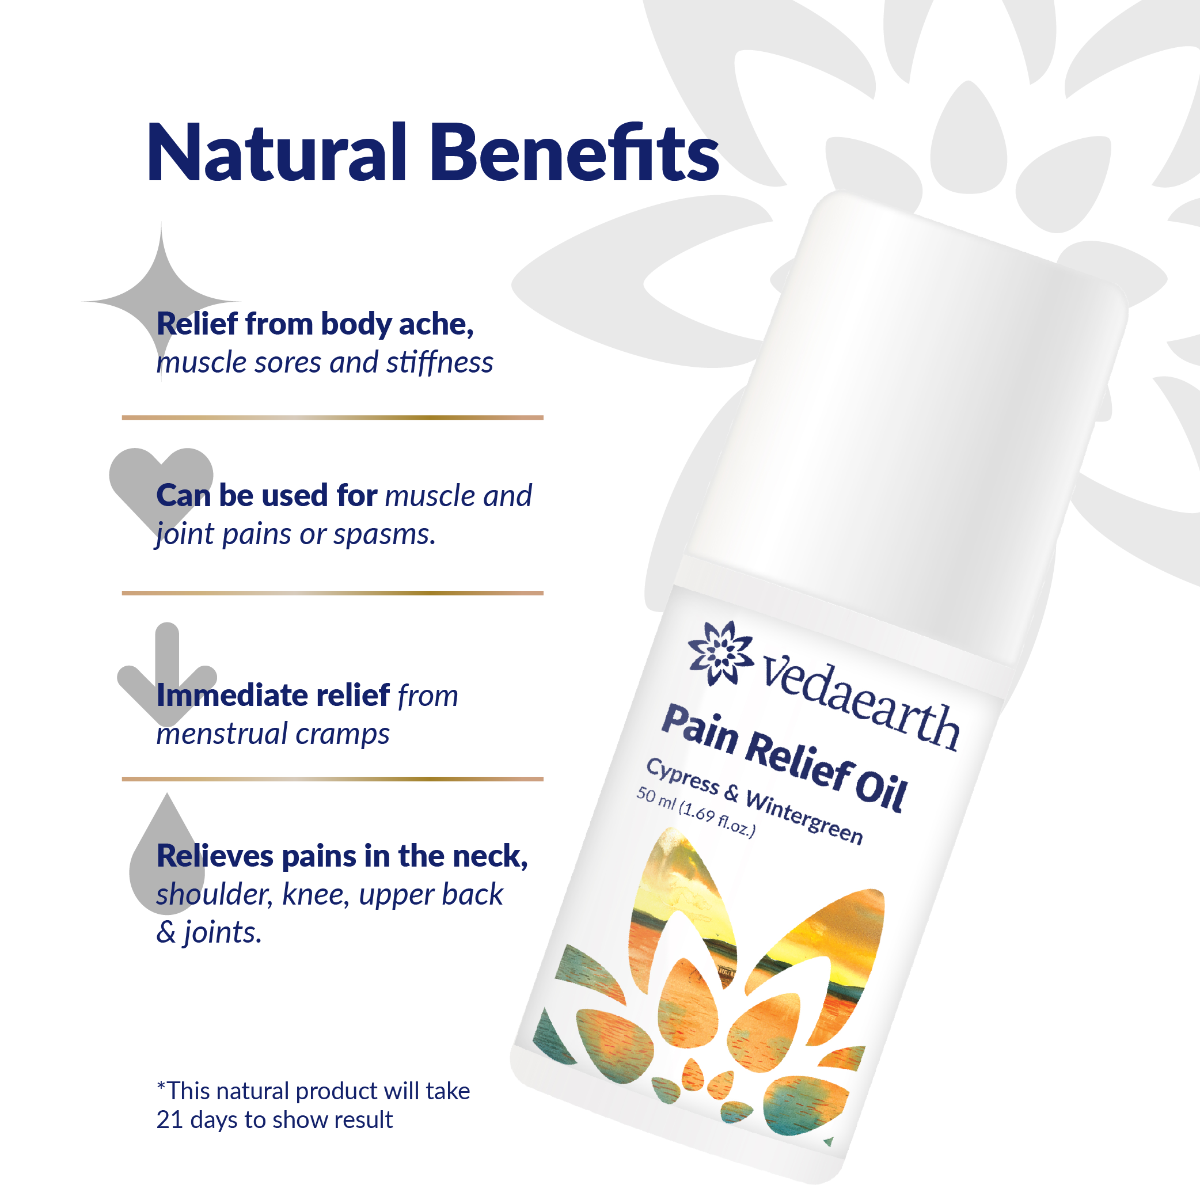 Natural Benefits
Relief from body ache,
muscle sores and stiffness
Can be used for muscle and
joint pains or spasms.
Immediate relief from
menstrual cramps
Relieves pains in the neck,
shoulder, knee, upper back
& joints.
*This natural product will take
21 days to show result
vedaearth
Pain Relief Oil
Cypress & Wintergreen
50 ml (1.69 fl.oz.)